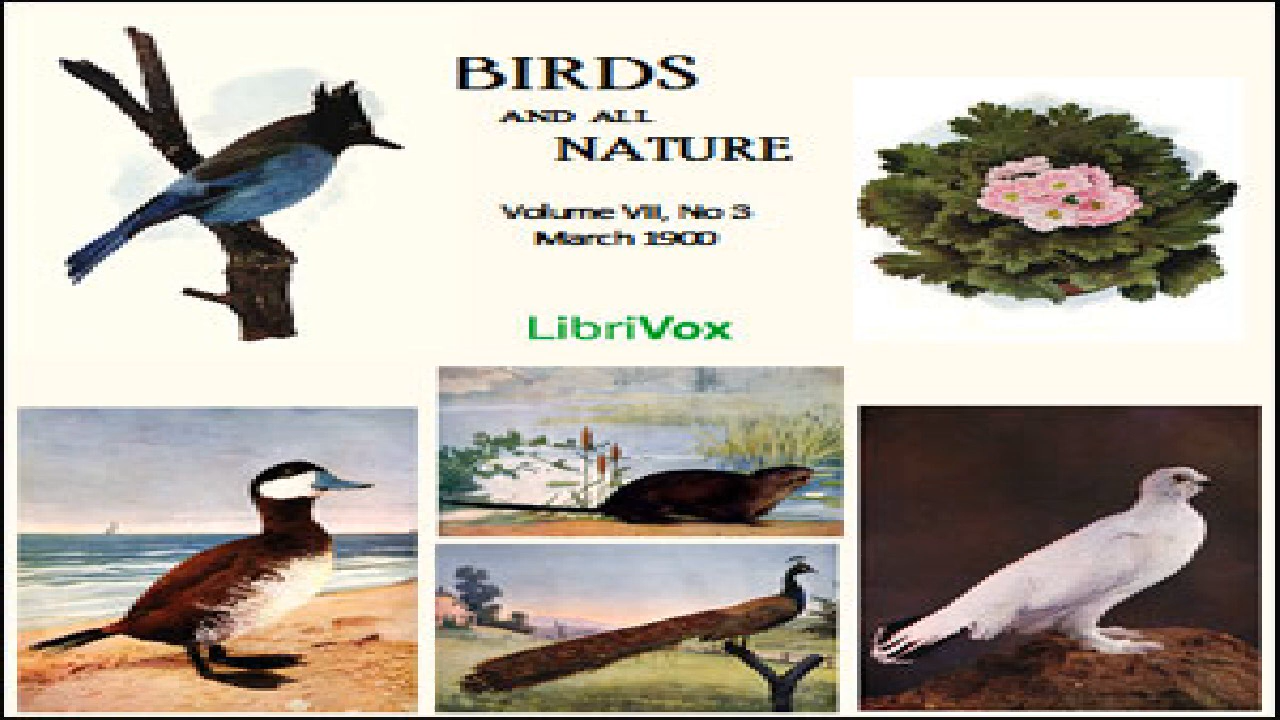 BIRDS
AND ALL
NATURE
Volume VII, No 3
March 1900
LibriVox